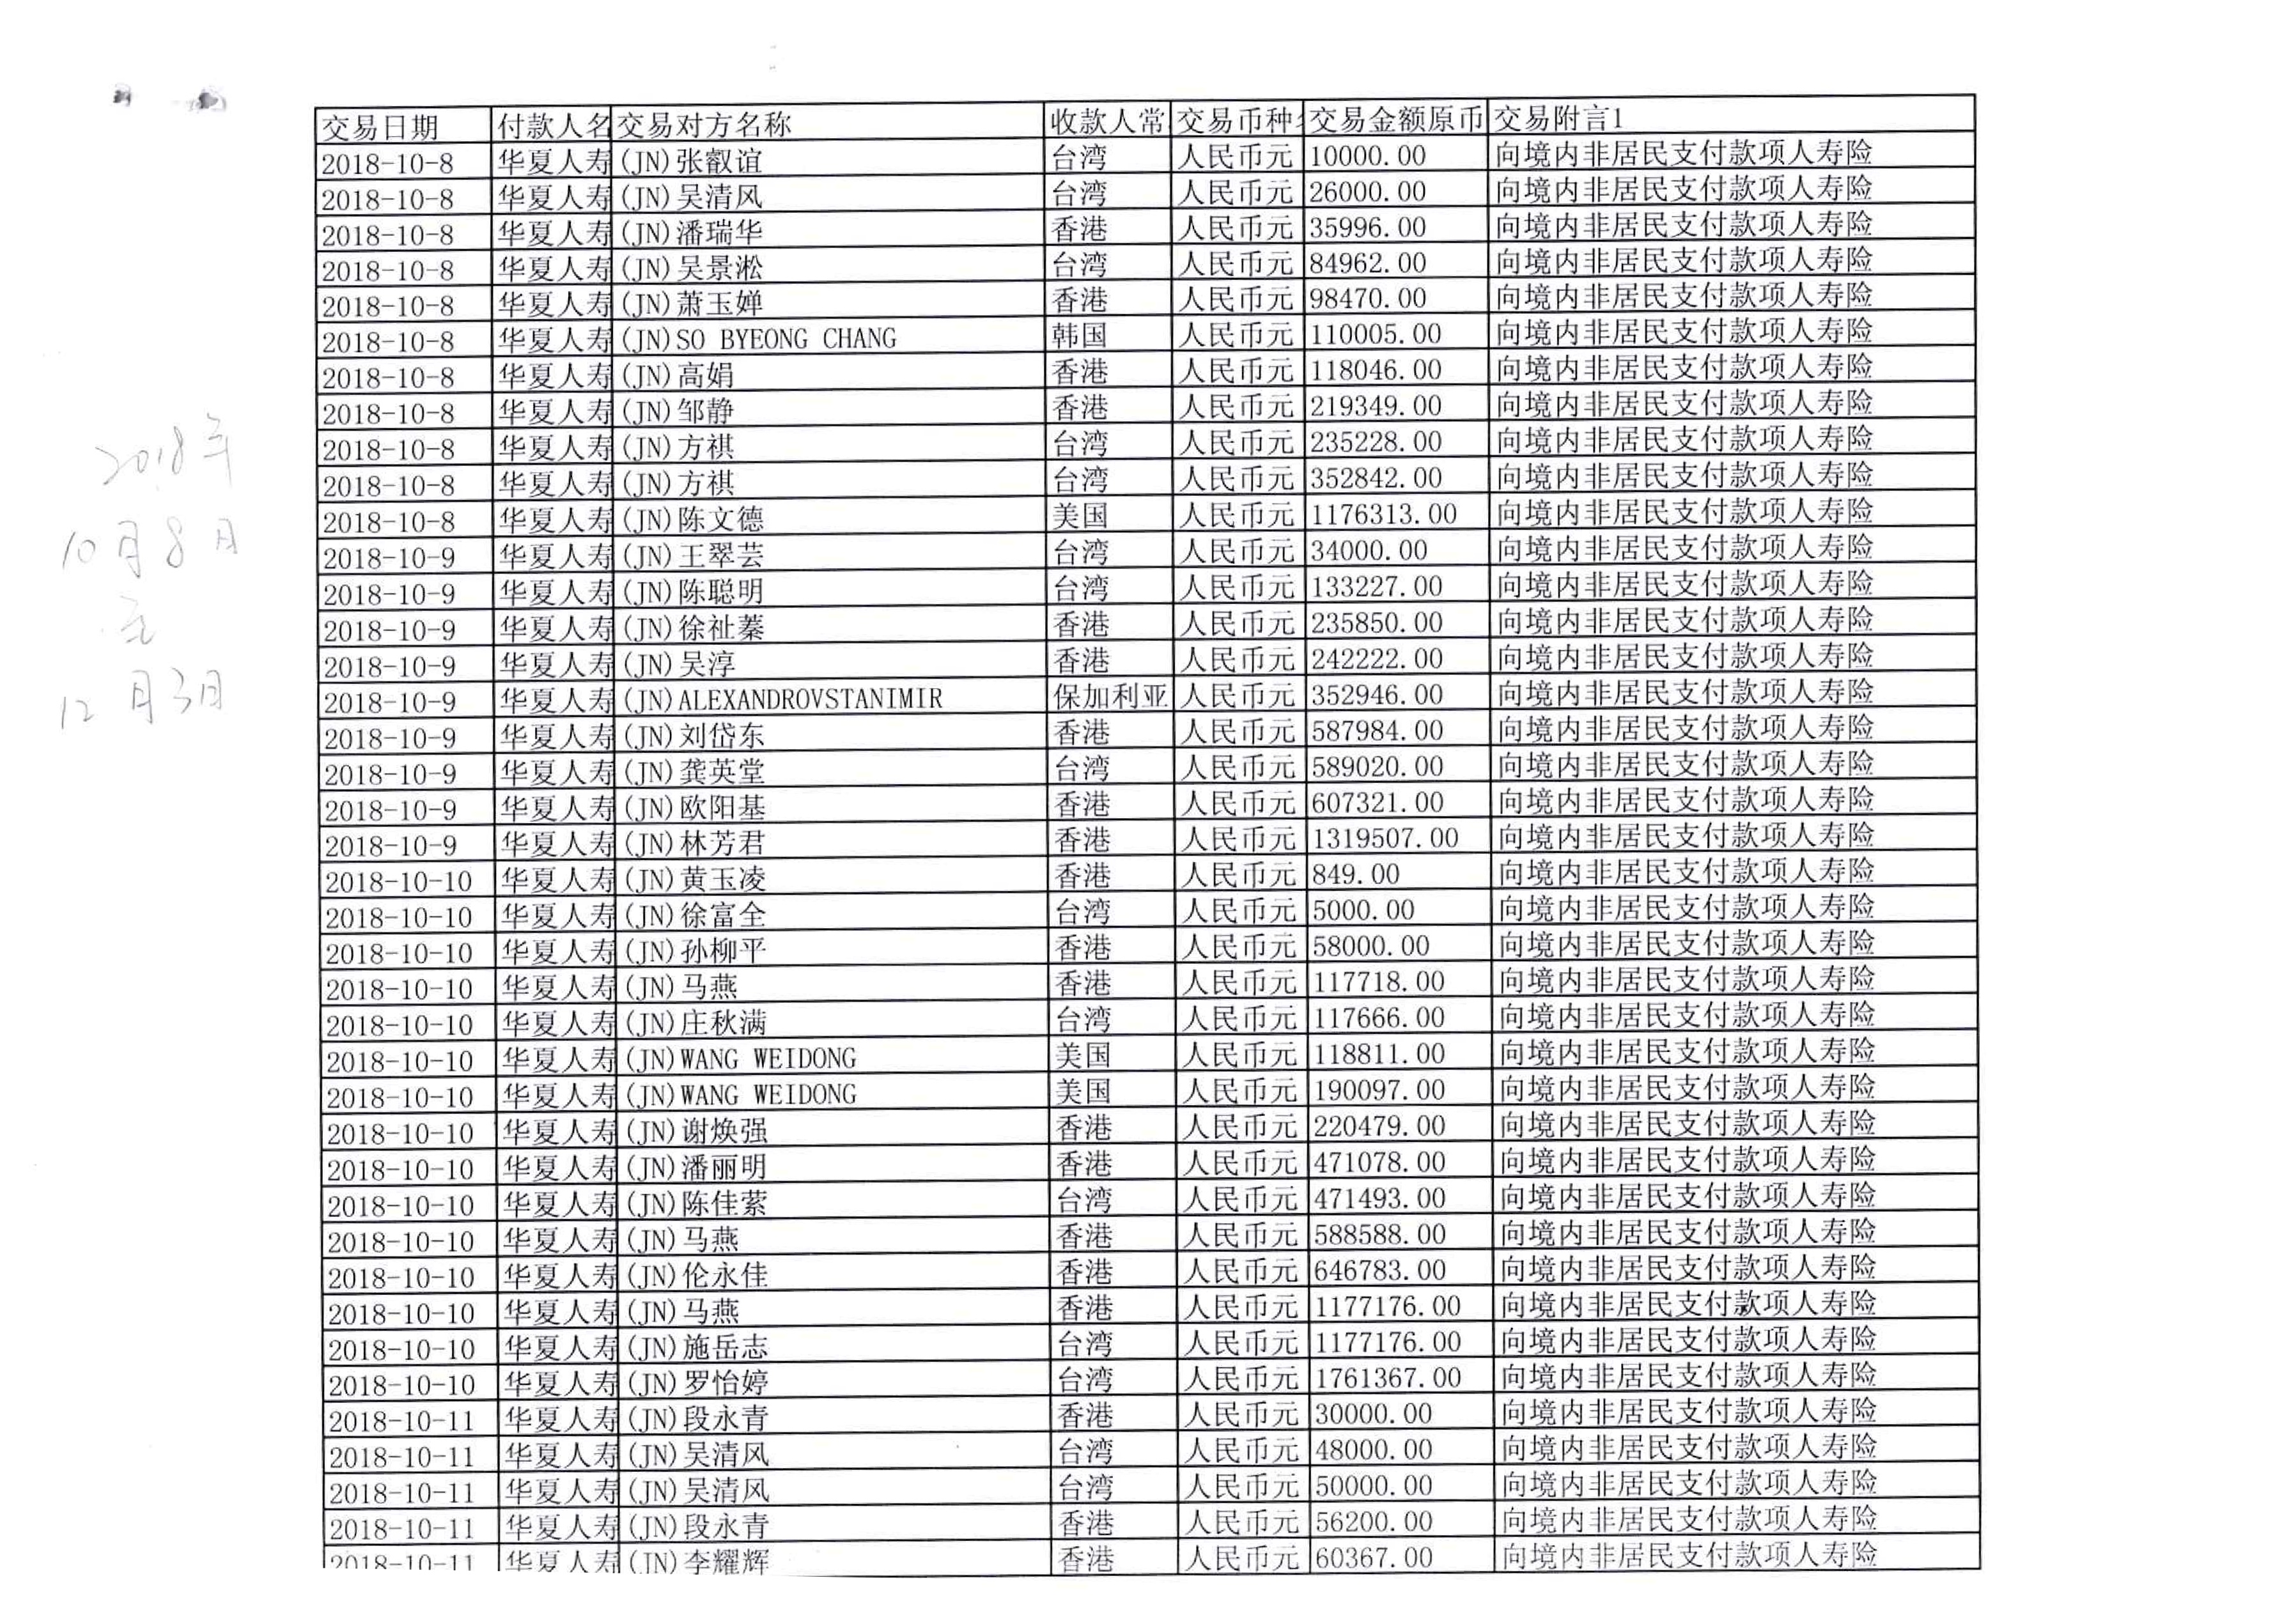 交易日期 付款人名 交易对方名称 收款人常 交易币种 交易金额原币 交易附言1
2018-10-8 华夏人寿 (JN)张叡谊 台湾 人民币元 10000.00 向境内非居民支付款项人寿险
2018-10-8 华夏人寿 (JN)吴清风 台湾 人民币元 26000.00 向境内非居民支付款项人寿险
2018-10-8 华夏人寿 (JN)潘瑞华 香港 人民币元 35996.00 向境内非居民支付款项人寿险
2018-10-8 华夏人寿 (JN)吴景淞 台湾 人民币元 84962.00 向境内非居民支付款项人寿险
2018-10-8 华夏人寿 (JN)萧玉婵 香港 人民币元 98470.00 向境内非居民支付款项人寿险
2018-10-8 华夏人寿 (JN)SO BYEONG CHANG 韩国 人民币元 110005.00 向境内非居民支付款项人寿险
2018-10-8 华夏人寿 (JN)高娟 香港 人民币元 118046.00 向境内非居民支付款项人寿险
2018-10-8 华夏人寿 (JN)邹静 香港 人民币元 219349.00 向境内非居民支付款项人寿险
2018-10-8 华夏人寿 (JN)方祺 台湾 人民币元 235228.00 向境内非居民支付款项人寿险
2018-10-8 华夏人寿 (JN)方祺 台湾 人民币元 352842.00 向境内非居民支付款项人寿险
2018-10-8 华夏人寿 (JN)陈文德 美国 人民币元 1176313.00 向境内非居民支付款项人寿险
2018-10-9 华夏人寿 (JN)王翠芸 台湾 人民币元 34000.00 向境内非居民支付款项人寿险
2018-10-9 华夏人寿 (JN)陈聪明 台湾 人民币元 133227.00 向境内非居民支付款项人寿险
2018-10-9 华夏人寿 (JN)徐祉蓁 香港 人民币元 235850.00 向境内非居民支付款项人寿险
2018-10-9 华夏人寿 (JN)吴淳 香港 人民币元 242222.00 向境内非居民支付款项人寿险
2018-10-9 华夏人寿 (JN)ALEXANDROVSTANIMIR 保加利亚 人民币元 352946.00 向境内非居民支付款项人寿险
2018-10-9 华夏人寿 (JN)刘岱东 香港 人民币元 587984.00 向境内非居民支付款项人寿险
2018-10-9 华夏人寿 (JN)龚英堂 台湾 人民币元 589020.00 向境内非居民支付款项人寿险
2018-10-9 华夏人寿 (JN)欧阳基 香港 人民币元 607321.00 向境内非居民支付款项人寿险
2018-10-9 华夏人寿 (JN)林芳君 香港 人民币元 1319507.00 向境内非居民支付款项人寿险
2018-10-10 华夏人寿 (JN)黄玉凌 香港 人民币元 849.00 向境内非居民支付款项人寿险
2018-10-10 华夏人寿 (JN)徐富全 台湾 人民币元 5000.00 向境内非居民支付款项人寿险
2018-10-10 华夏人寿 (JN)孙柳平 香港 人民币元 58000.00 向境内非居民支付款项人寿险
2018-10-10 华夏人寿 (JN)马燕 香港 人民币元 117718.00 向境内非居民支付款项人寿险
2018-10-10 华夏人寿 (JN)庄秋满 台湾 人民币元 117666.00 向境内非居民支付款项人寿险
2018-10-10 华夏人寿 (JN)WANG WEIDONG 美国 人民币元 118811.00 向境内非居民支付款项人寿险
2018-10-10 华夏人寿 (JN)WANG WEIDONG 美国 人民币元 190097.00 向境内非居民支付款项人寿险
2018-10-10 华夏人寿 (JN)谢焕强 香港 人民币元 220479.00 向境内非居民支付款项人寿险
2018-10-10 华夏人寿 (JN)潘丽明 香港 人民币元 471078.00 向境内非居民支付款项人寿险
2018-10-10 华夏人寿 (JN)陈佳萦 台湾 人民币元 471493.00 向境内非居民支付款项人寿险
2018-10-10 华夏人寿 (JN)马燕 香港 人民币元 588588.00 向境内非居民支付款项人寿险
2018-10-10 华夏人寿 (JN)伦永佳 香港 人民币元 646783.00 向境内非居民支付款项人寿险
2018-10-10 华夏人寿 (JN)马燕 香港 人民币元 1177176.00 向境内非居民支付款项人寿险
2018-10-10 华夏人寿 (JN)施岳志 台湾 人民币元 1177176.00 向境内非居民支付款项人寿险
2018-10-10 华夏人寿 (JN)罗怡婷 台湾 人民币元 1761367.00 向境内非居民支付款项人寿险
2018-10-11 华夏人寿 (JN)段永青 香港 人民币元 30000.00 向境内非居民支付款项人寿险
2018-10-11 华夏人寿 (JN)吴清风 台湾 人民币元 48000.00 向境内非居民支付款项人寿险
2018-10-11 华夏人寿 (JN)吴清风 台湾 人民币元 50000.00 向境内非居民支付款项人寿险
2018-10-11 华夏人寿 (JN)段永青 香港 人民币元 56200.00 向境内非居民支付款项人寿险
2018-10-11 华夏人寿 (JN)李耀辉 香港 人民币元 60367.00 向境内非居民支付款项人寿险
2018年
10月8日
至
12月3日